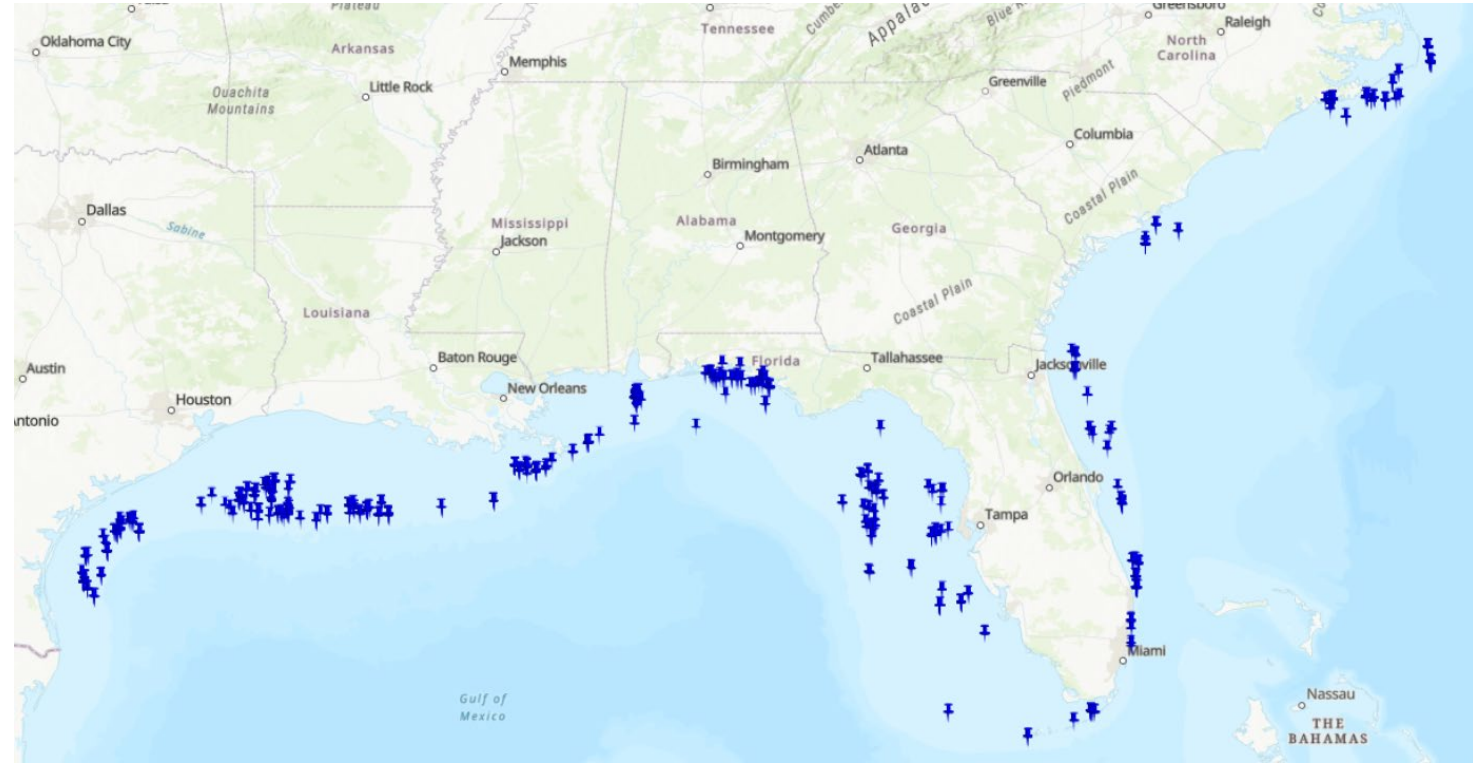 Plateau
Greensboro
Raleigh
Oklahoma City
Tennessee
Appalac
Blue R
North
Carolina
Arkansas
Memphis
Little Rock
Ouachita
Mountains
Greenville
Piedmont
Columbia
Atlanta
Birmingham
Dallas
Sabine
Mississippi
Jackson
Alabama
Montgomery
Georgia
Coastal Plain
Coastal Plain
Louisiana
Baton Rouge
New Orleans
Florida
Tallahassee
Jacksonville
Austin
Houston
ntonio
Orlando
Tampa
Miami
Gulf of
Mexico
Nassau
THE
BAHAMAS